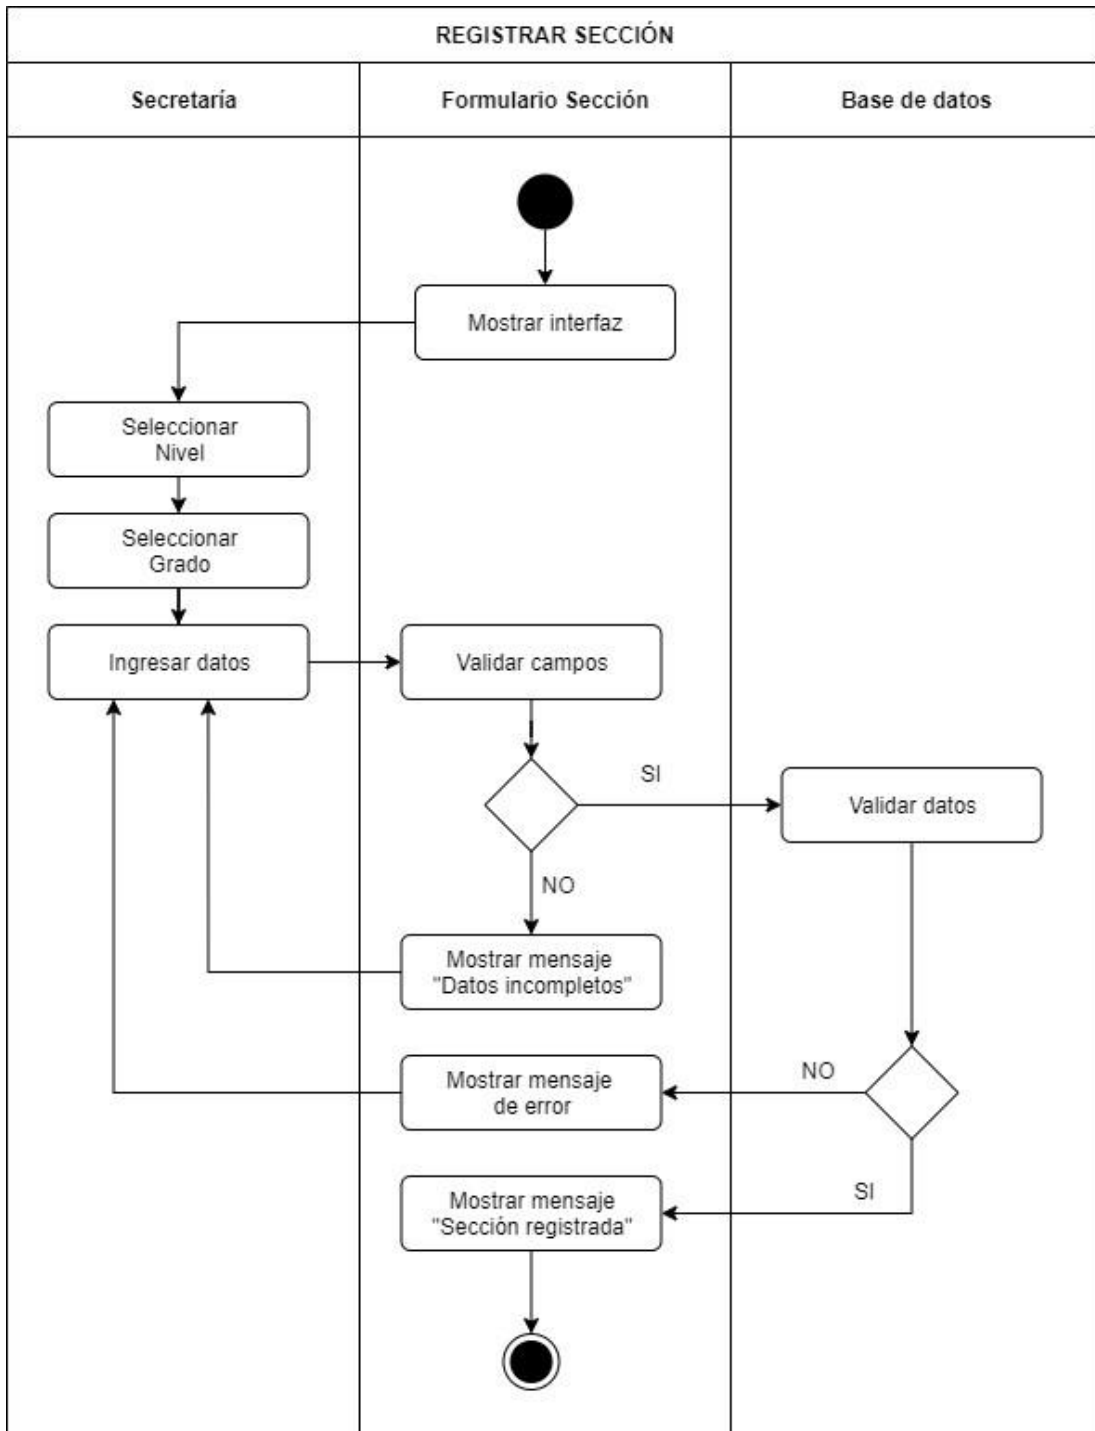 REGISTRAR SECCIÓN
Secretaría
Formulario Sección
Base de datos
Mostrar interfaz
Seleccionar
Nivel
Seleccionar
Grado
Ingresar datos
Validar campos
SI
Validar datos
NO
Mostrar mensaje
"Datos incompletos"
Mostrar mensaje
de error
NO
Mostrar mensaje
"Sección registrada"
SI